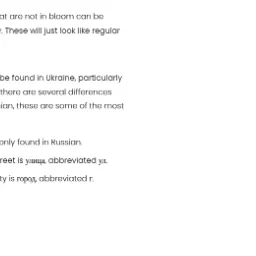 at are not in bloom can be
. These will just look like regular
be found in Ukraine, particularly
there are several differences
ian, these are some of the most
only found in Russian.
reet is улица, abbreviated ул.
ty is город, abbreviated г.